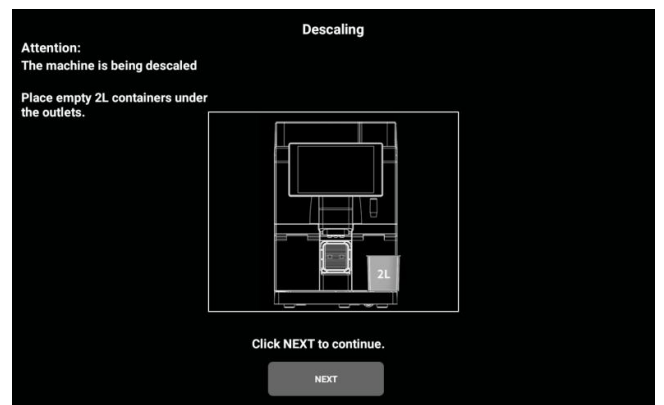 Descaling
Attention:
The machine is being descaled
Place empty 2L containers under
the outlets.
2L
Click NEXT to continue.
NEXT